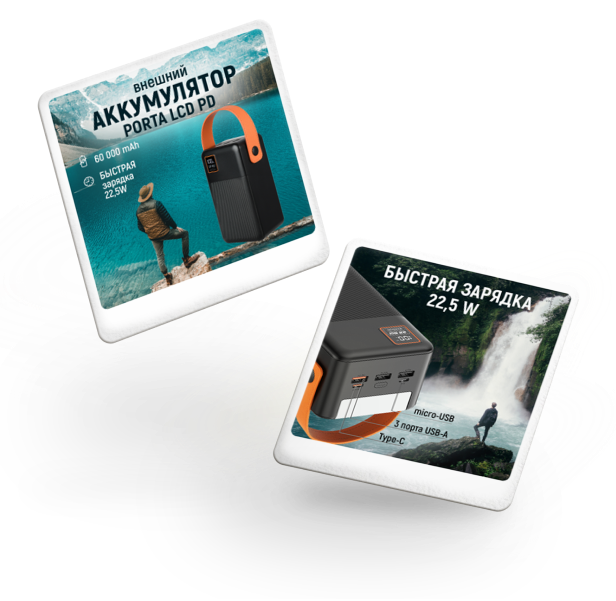 внешний
АККУМУЛЯТОР
PORTA LCD PD
60 000 mAh
БЫСТРАЯ
зарядка
22,5W
БЫСТРАЯ ЗАРЯДКА
22,5 W
micro-USB
3 порта USB-A
Type-C